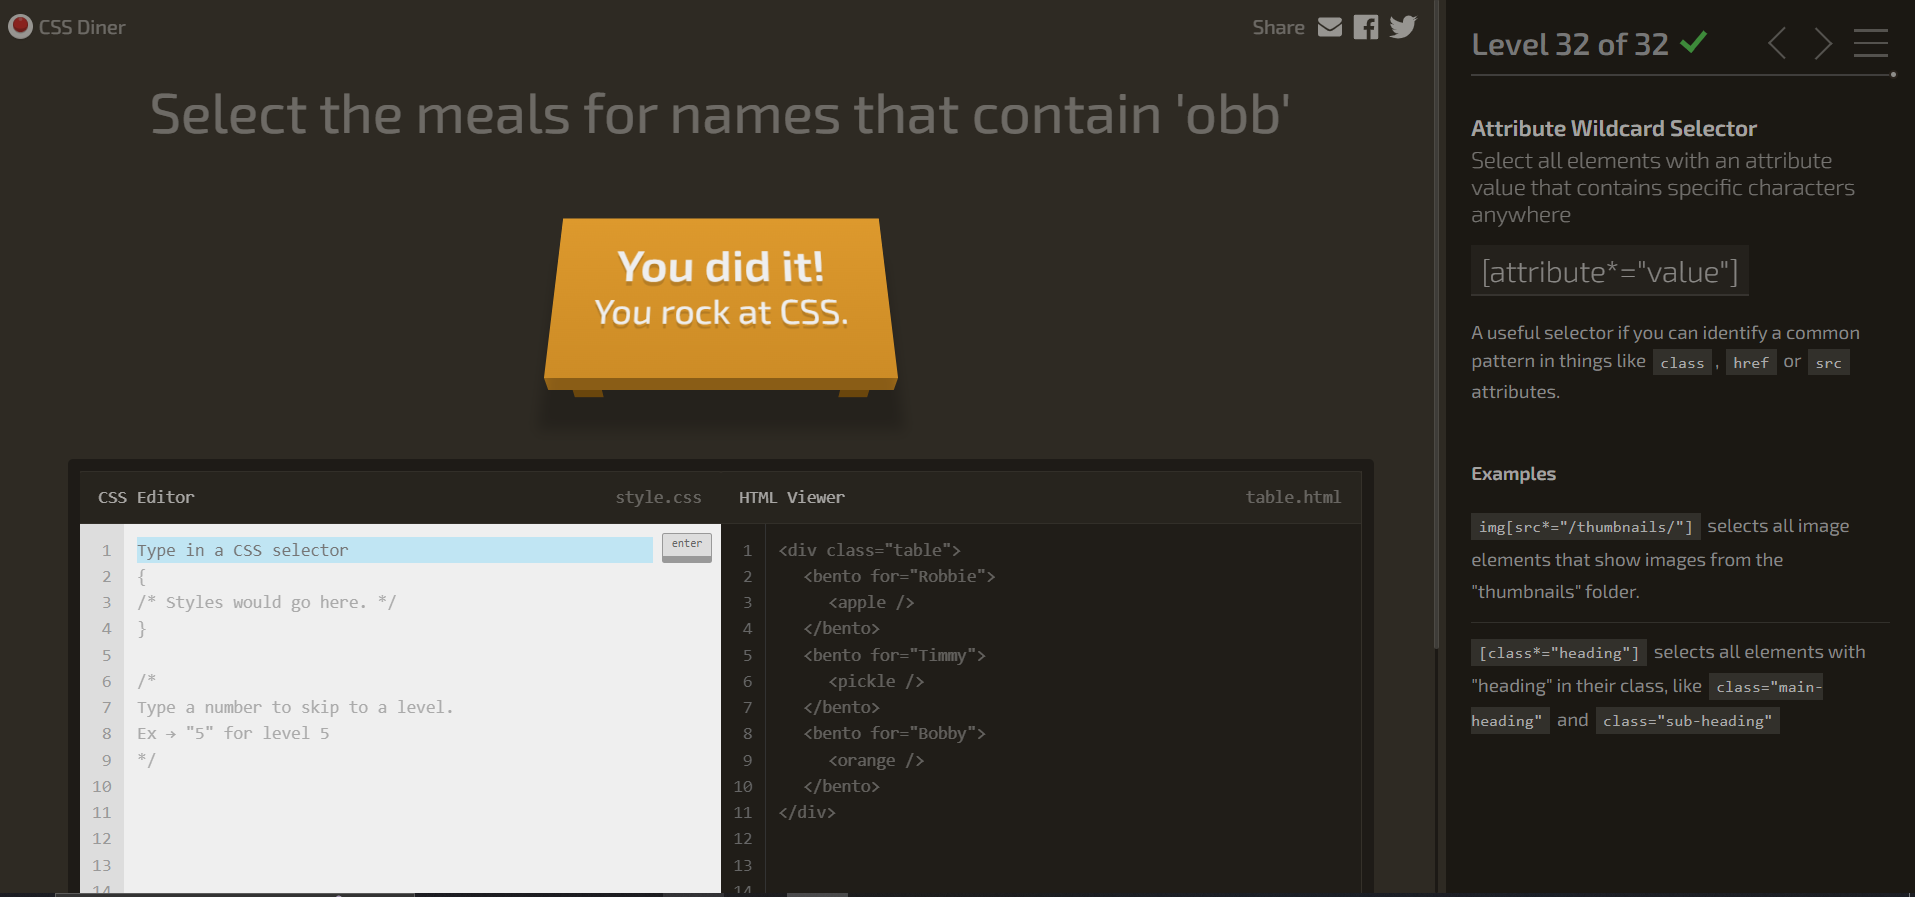 CSS Diner
Share
Select the meals for names that contain 'obb'
You did it!
You rock at CSS.
CSS Editor
style.css
HTML Viewer
table.html
1
2
3
4
5
6
7
8
9
10
11
12
13
14
Type in a CSS selector
enter
{
/* Styles would go here. */
}
/*
Type a number to skip to a level.
Ex → "5" for level 5
*/
1
2
3
4
5
6
7
8
9
10
11
12
13
14
<div class="table">
<bento for="Robbie">
<apple />
</bento>
<bento for="Timmy">
<pickle />
</bento>
<bento for="Bobby">
<orange />
</bento>
</div>
Level 32 of 32
Attribute Wildcard Selector
Select all elements with an attribute
value that contains specific characters
anywhere
[attribute*="value"]
A useful selector if you can identify a common
pattern in things like class , href or src
attributes.
Examples
img[src*="/thumbnails/"] selects all image
elements that show images from the
"thumbnails" folder.
[class*="heading"] selects all elements with
"heading" in their class, like class="main-
heading" and class="sub-heading"